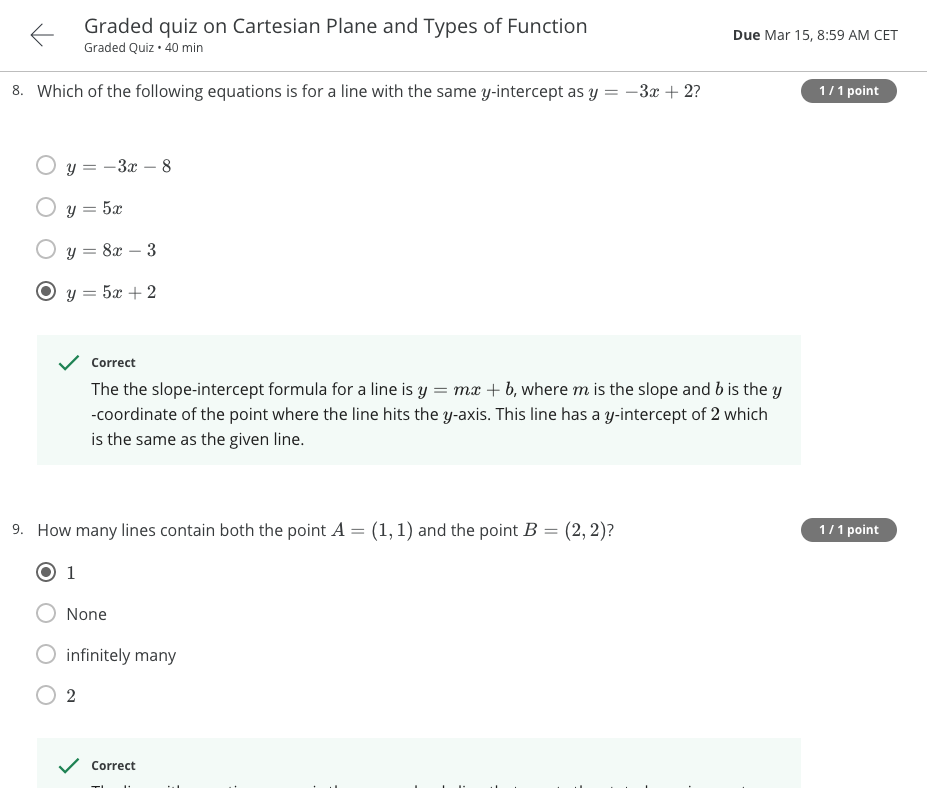 Graded quiz on Cartesian Plane and Types of Function
Graded Quiz • 40 min
Due Mar 15, 8:59 AM CET
8. Which of the following equations is for a line with the same y-intercept as y = −3x + 2?
1 / 1 point
y = −3x − 8
y = 5x
y = 8x − 3
y = 5x + 2
Correct
The the slope-intercept formula for a line is y = mx + b, where m is the slope and b is the y
-coordinate of the point where the line hits the y-axis. This line has a y-intercept of 2 which
is the same as the given line.
9. How many lines contain both the point A = (1, 1) and the point B = (2, 2)?
1 / 1 point
1
None
infinitely many
2
Correct